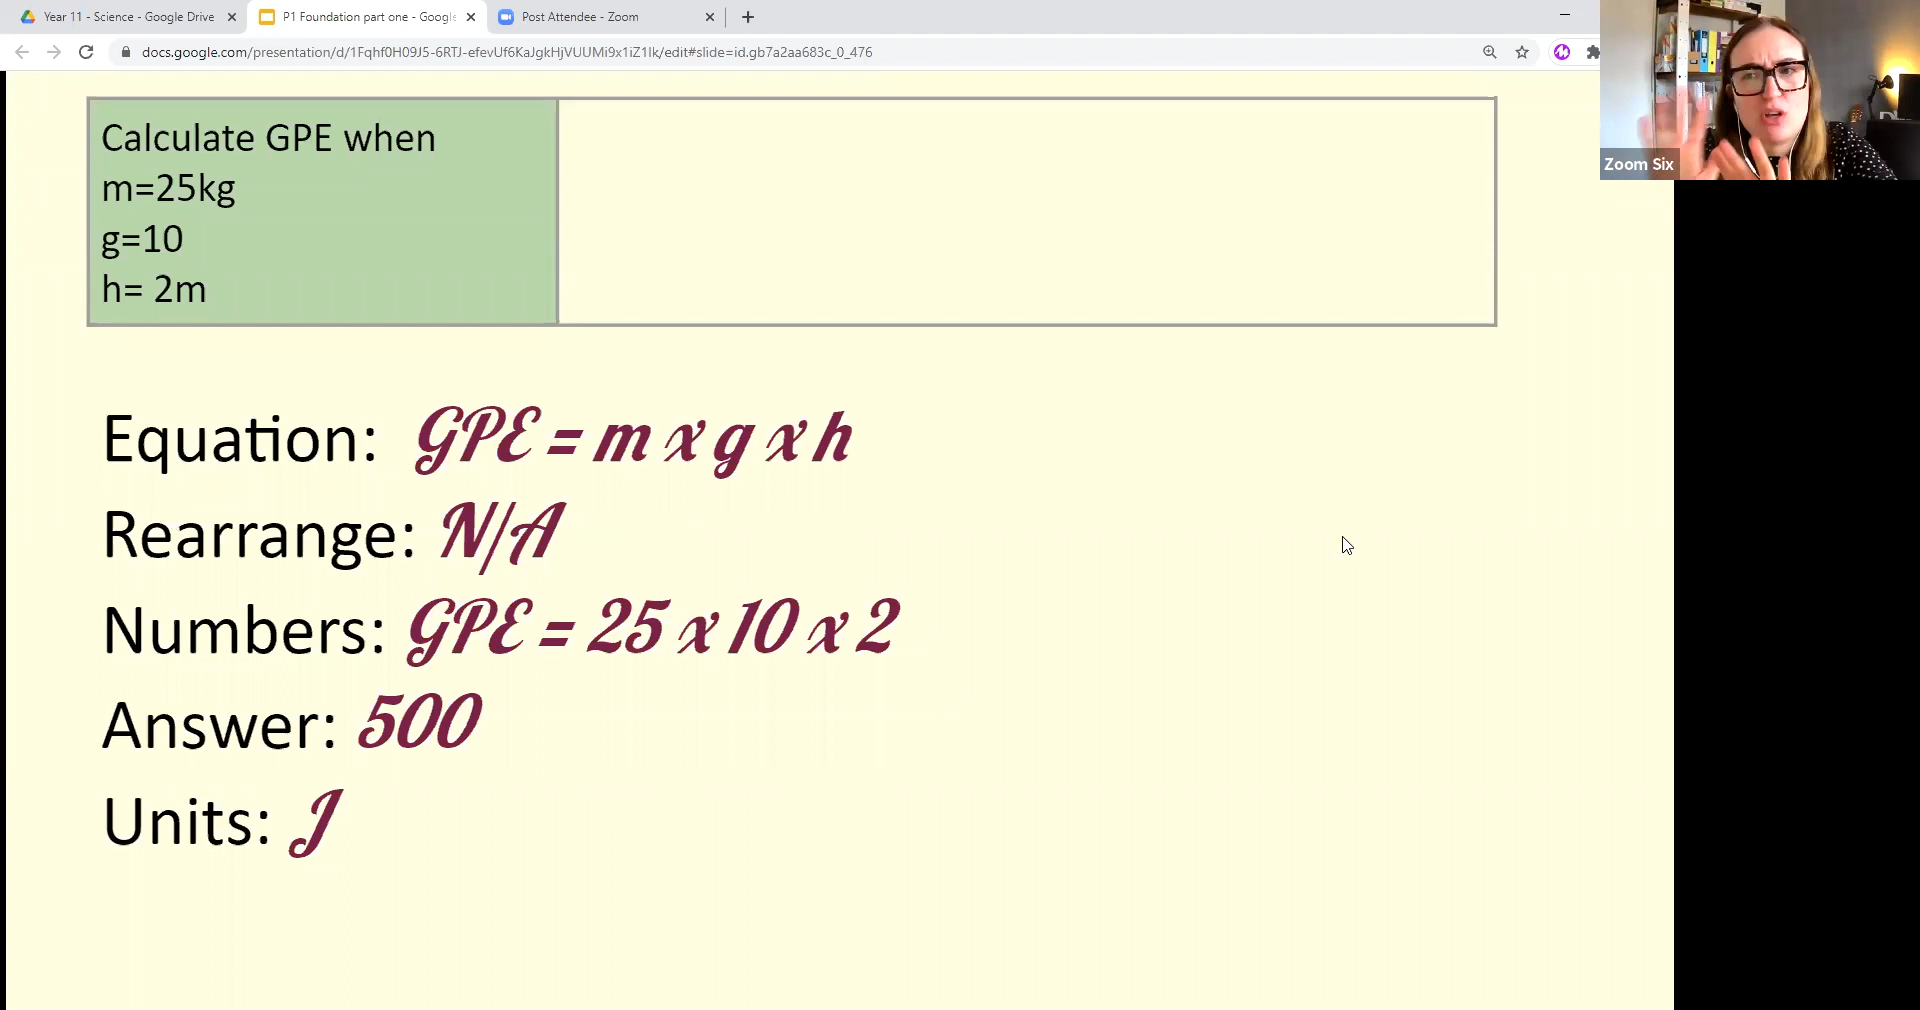 Year 11 - Science - Google Drive
P1 Foundation part one - Google
Post Attendee - Zoom
docs.google.com/presentation/d/1Fqhf0H09J5-6RTJ-efevUf6KaJgkHjVUUMi9x1iZ1lk/edit#slide=id.gb7a2aa683c_0_476
Zoom Six
Calculate GPE when
m=25kg
g=10
h= 2m
Equation: GPE = m x g x h
Rearrange: N/A
Numbers: GPE = 25 x 10 x 2
Answer: 500
Units: J